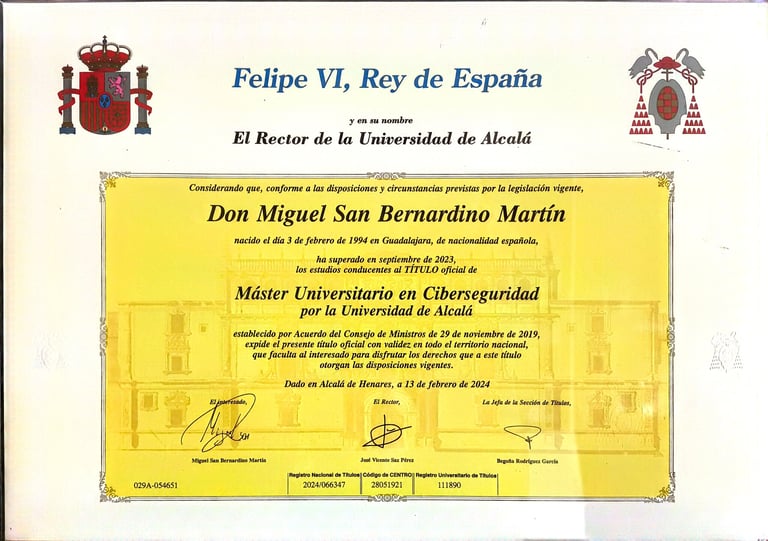 Felipe VI, Rey de España
y en su nombre
El Rector de la Universidad de Alcalá
Considerando que, conforme a las disposiciones y circunstancias previstas por la legislación vigente,
Don Miguel San Bernardino Martín
nacido el día 3 de febrero de 1994 en Guadalajara, de nacionalidad española,
ha superado en septiembre de 2023,
los estudios conducentes al TÍTULO oficial de
Máster Universitario en Ciberseguridad
por la Universidad de Alcalá
establecido por Acuerdo del Consejo de Ministros de 29 de noviembre de 2019,
expide el presente título oficial con validez en todo el territorio nacional,
que faculta al interesado para disfrutar los derechos que a este título
otorgan las disposiciones vigentes.
Dado en Alcalá de Henares, a 13 de febrero de 2024
El interesado, El Rector, La Jefa de la Sección de Títulos,
Miguel San Bernardino Martín José Vicente Saz Pérez Begoña Rodríguez García
Registro Nacional de Títulos Código de CENTRO Registro Universitario de Títulos
029A-054651 2024/066347 28051921 111890